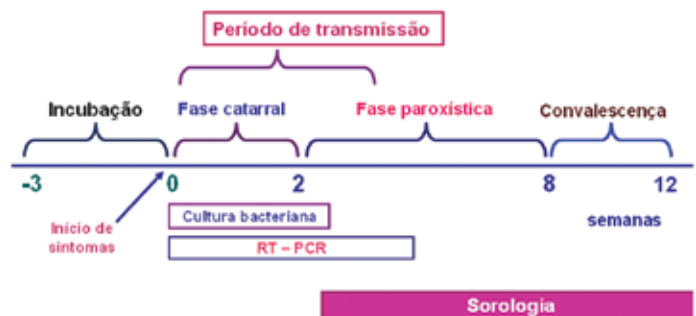 Período de transmissão
Incubação Fase catarral Fase paroxística Convalescença
-3 0 2 8 12
Início de
sintomas
Cultura bacteriana
semanas
RT – PCR
Sorologia